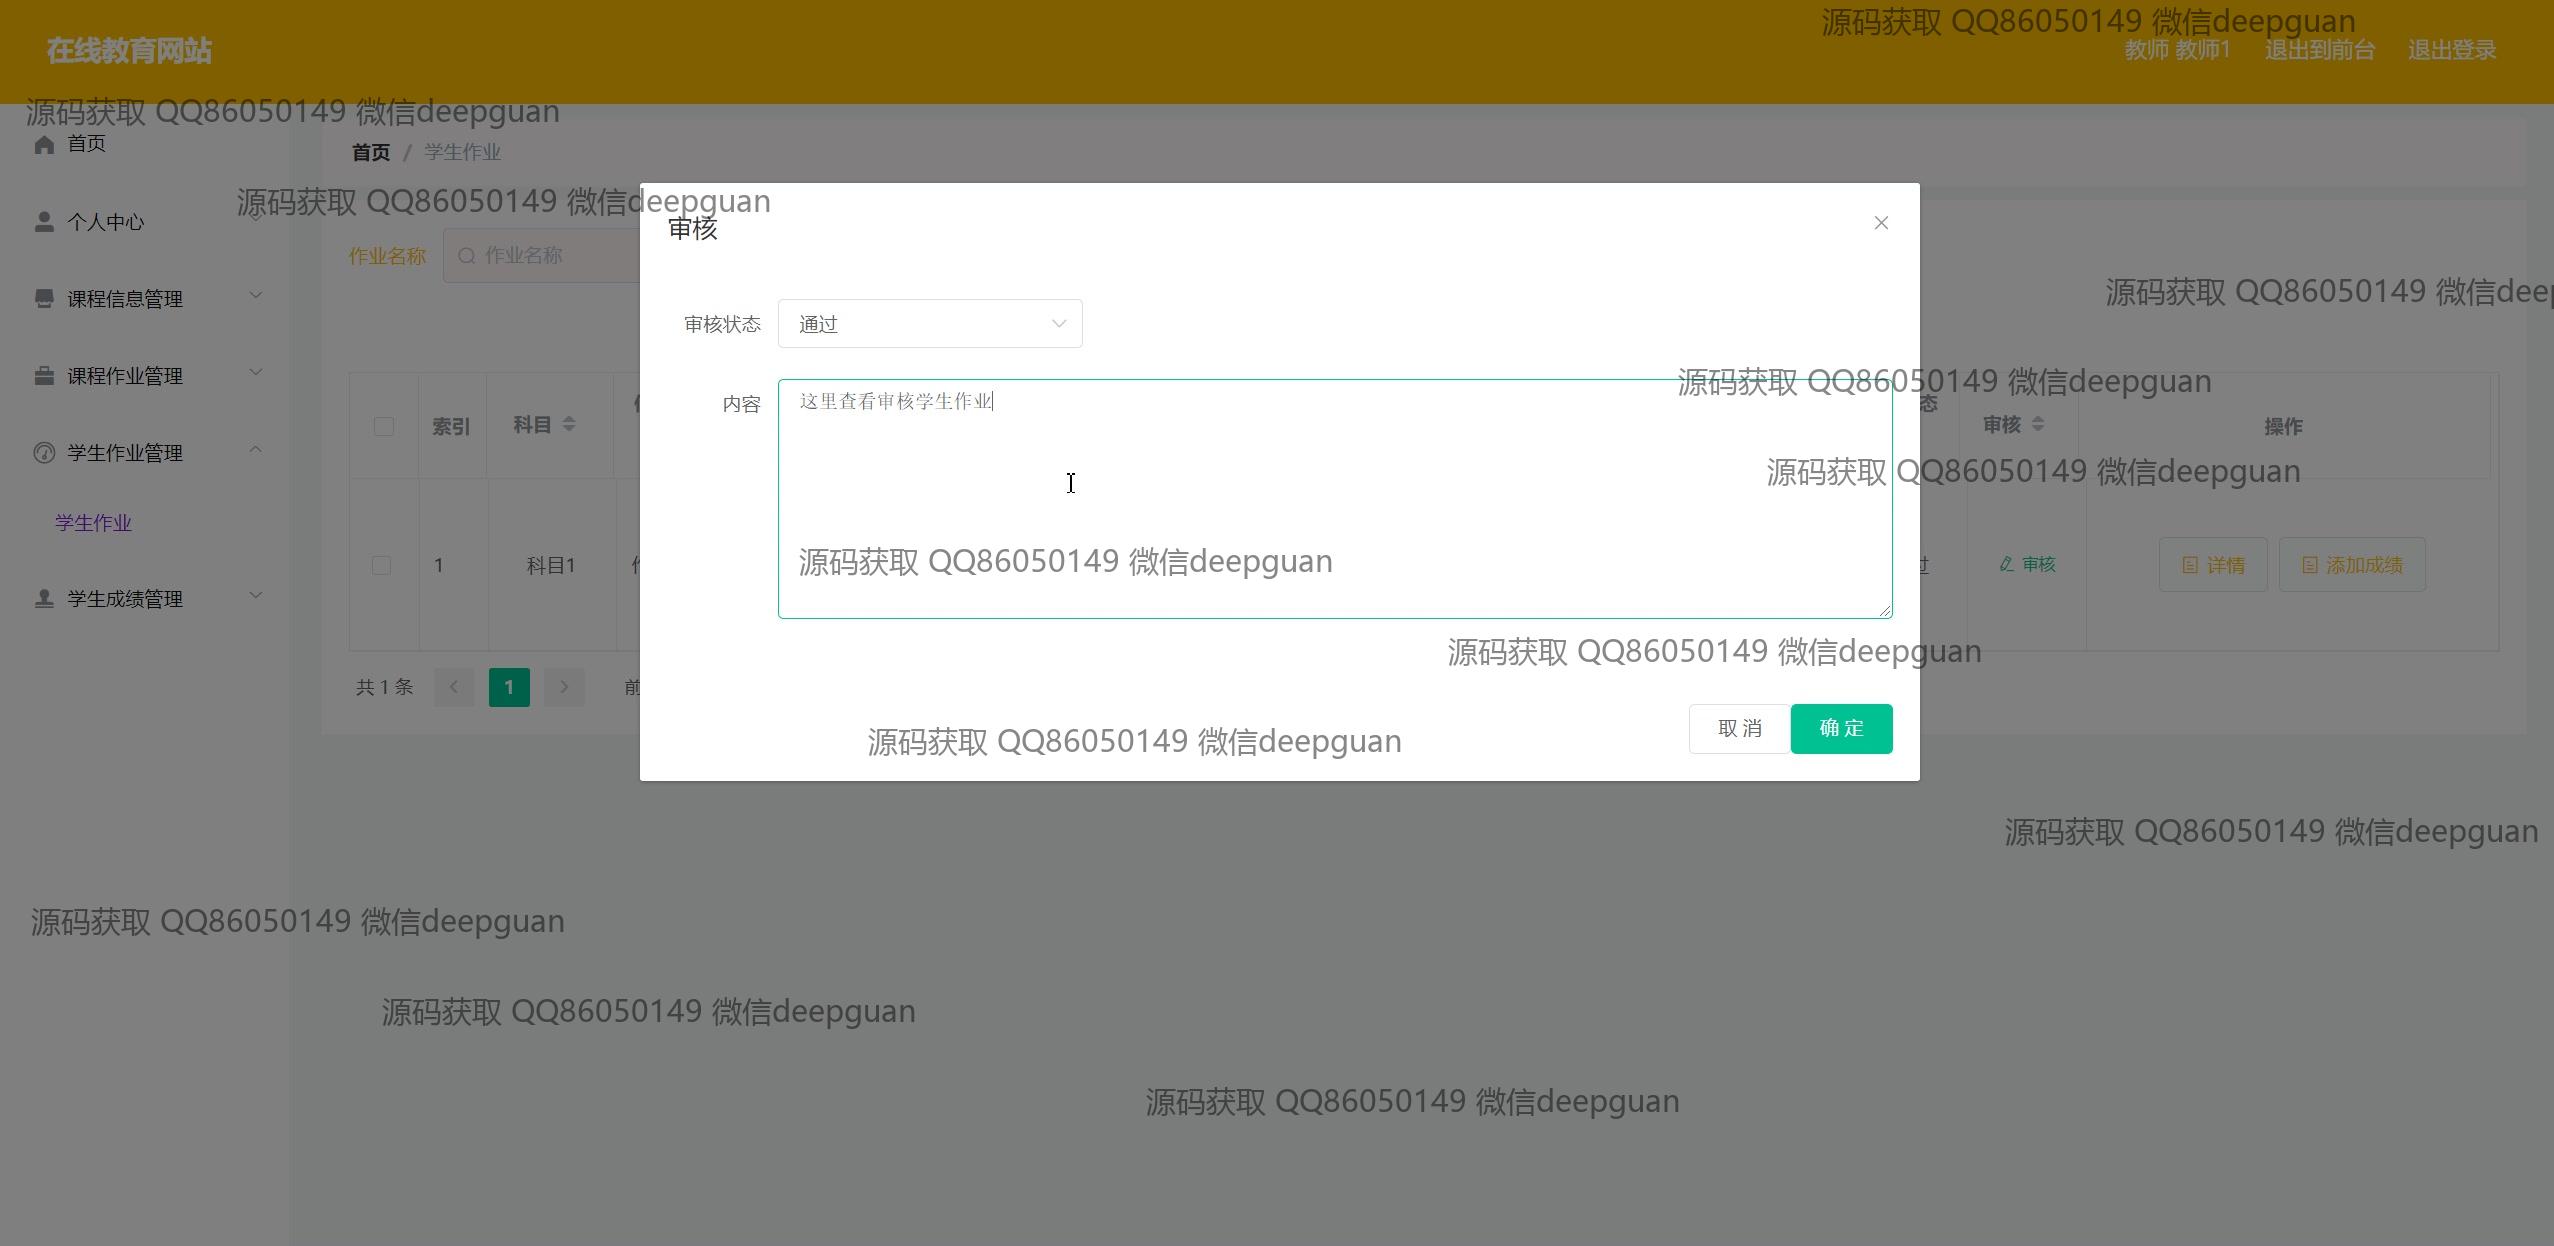 源码获取 QQ86050149 微信deepguan
在线教育网站
教师 教师1 退出到前台 退出登录
源码获取 QQ86050149 微信deepguan
首页
首页 / 学生作业
源码获取 QQ86050149 微信deepguan
个人中心
审核
作业名称 作业名称
源码获取 QQ86050149 微信deep
课程信息管理
审核状态 通过
课程作业管理
源码获取 QQ86050149 微信deepguan
内容 这里查看审核学生作业
索引 科目 态 审核 操作
学生作业管理
源码获取 QQ86050149 微信deepguan
学生作业
源码获取 QQ86050149 微信deepguan
1 科目1 审核 详情 添加成绩
学生成绩管理
源码获取 QQ86050149 微信deepguan
共 1 条 1 前
取 消 确 定
源码获取 QQ86050149 微信deepguan
源码获取 QQ86050149 微信deepguan
源码获取 QQ86050149 微信deepguan
源码获取 QQ86050149 微信deepguan
源码获取 QQ86050149 微信deepguan